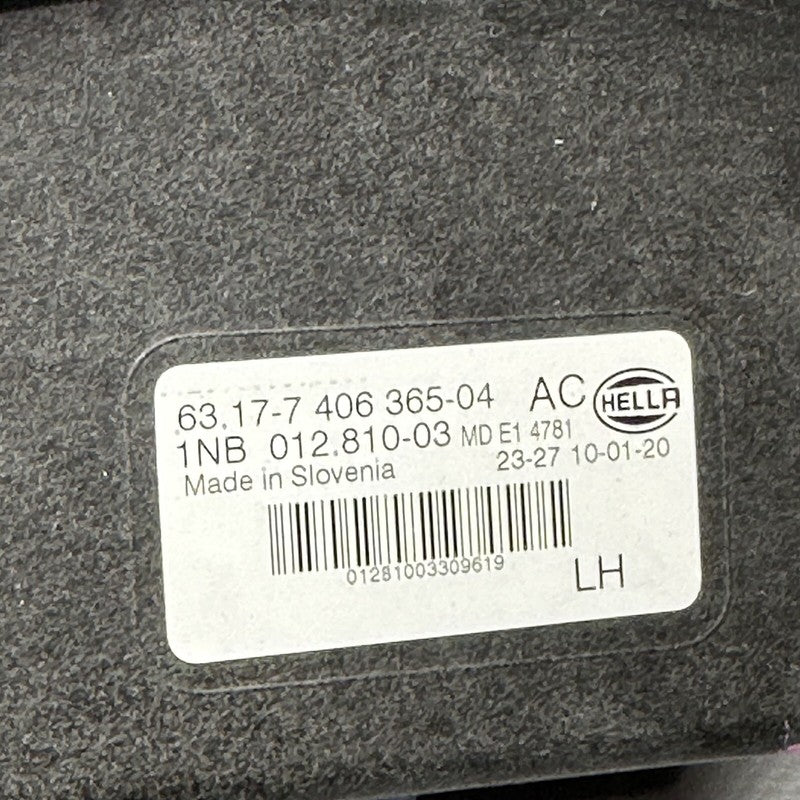 63.17-7 406 365-04 AC
HELLA
1NB 012.810-03 MD E1 4781
Made in Slovenia 23-27 10-01-20
01281003309619
LH